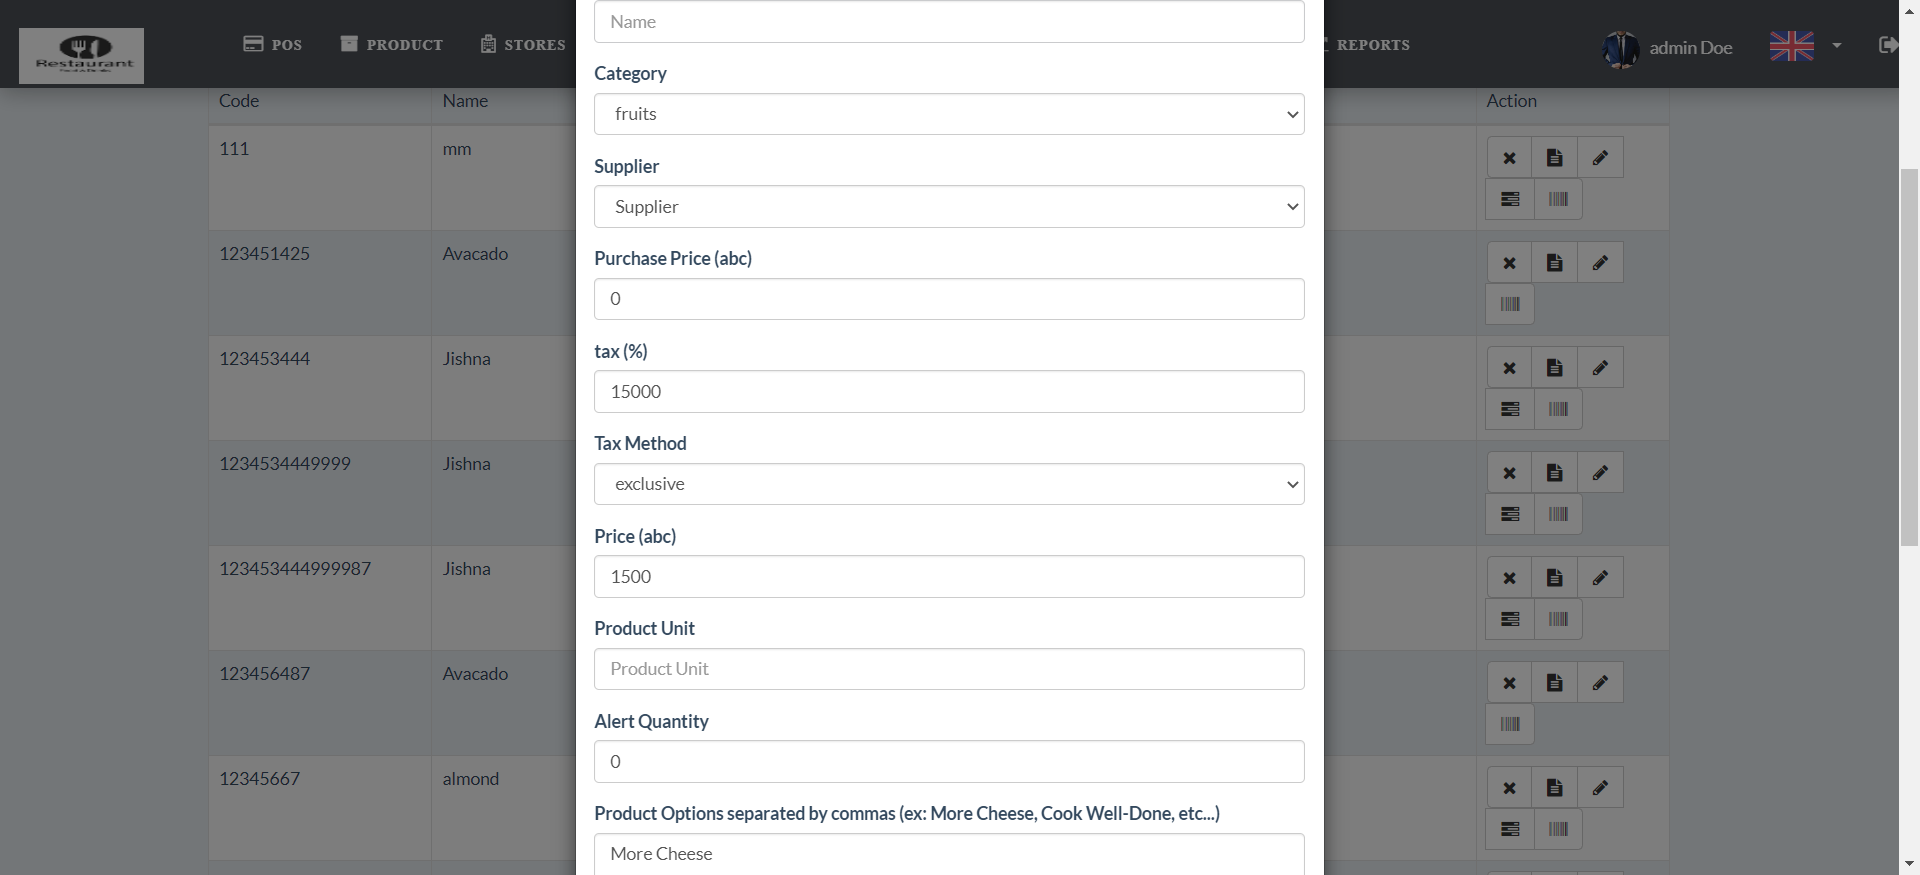 Restaurant
POS
PRODUCT
STORES
REPORTS
admin Doe
Name
Category
fruits
Supplier
Supplier
Purchase Price (abc)
0
tax (%)
15000
Tax Method
exclusive
Price (abc)
1500
Product Unit
Product Unit
Alert Quantity
0
Product Options separated by commas (ex: More Cheese, Cook Well-Done, etc...)
More Cheese
Code Name Action
111 mm
123451425 Avacado
123453444 Jishna
1234534449999 Jishna
123453444999987 Jishna
123456487 Avacado
12345667 almond